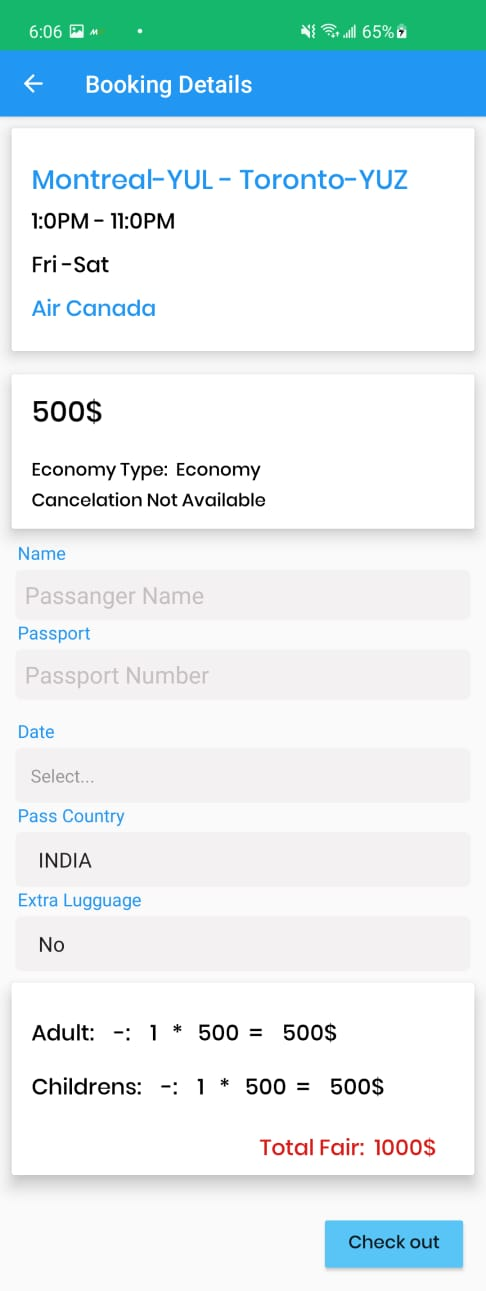 6:06 65%
Booking Details
Montreal-YUL - Toronto-YUZ
1:0PM - 11:0PM
Fri -Sat
Air Canada
500$
Economy Type: Economy
Cancelation Not Available
Name
Passanger Name
Passport
Passport Number
Date
Select...
Pass Country
INDIA
Extra Lugguage
No
Adult: -: 1 * 500 = 500$
Childrens: -: 1 * 500 = 500$
Total Fair: 1000$
Check out